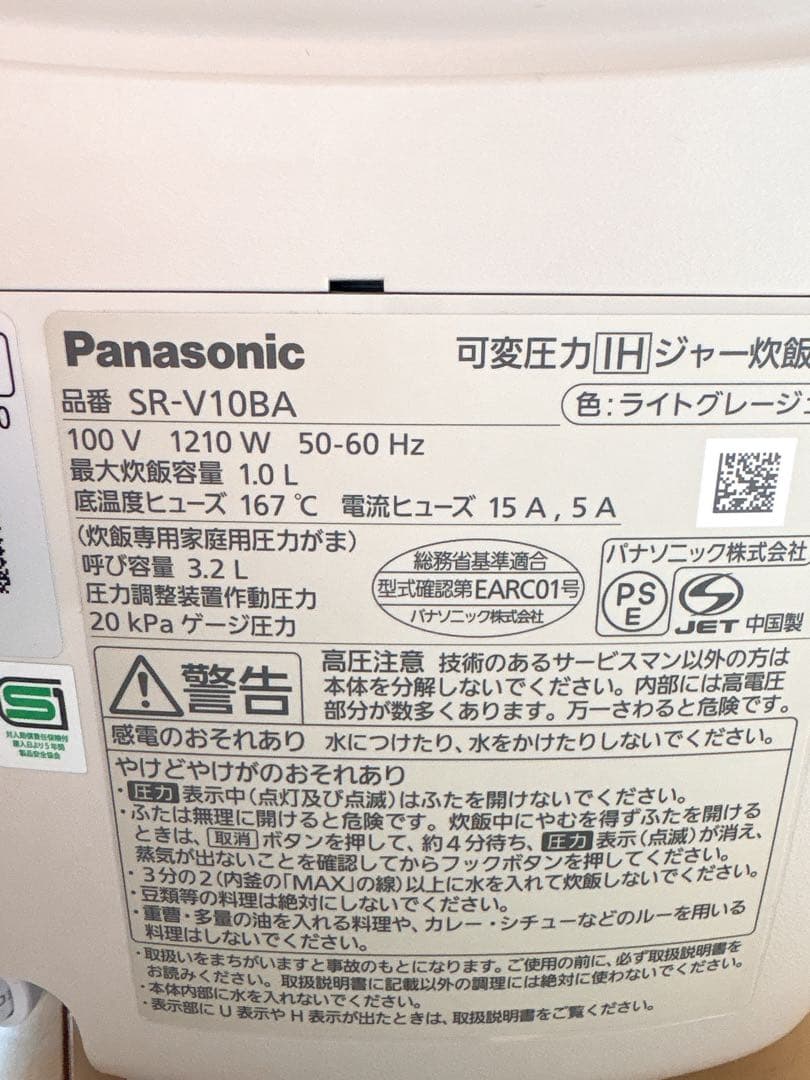 Panasonic
可変圧力IHジャー炊飯
品番 SR-V10BA
色:ライトグレージュ
100 V 1210 W 50-60 Hz
最大炊飯容量 1.0 L
底温度ヒューズ 167 ℃ 電流ヒューズ 15 A , 5 A
(炊飯専用家庭用圧力がま)
呼び容量 3.2 L
圧力調整装置作動圧力
20 kPa ゲージ圧力
総務省基準適合
型式確認第EARC01号
パナソニック株式会社
パナソニック株式会社
PS
E
JET 中国製
S
対人賠償責任保険付
購入日より5年間
製品安全協会
警告
高圧注意 技術のあるサービスマン以外の方は
本体を分解しないでください。内部には高電圧
部分が数多くあります。万一さわると危険です。
感電のおそれあり 水につけたり、水をかけたりしないでください。
やけどやけがのおそれあり
・圧力 表示中(点灯及び点滅)はふたを開けないでください。
・ふたは無理に開けると危険です。炊飯中にやむを得ずふたを開ける
ときは、取消 ボタンを押して、約4分待ち、圧力 表示(点滅)が消え、
蒸気が出ないことを確認してからフックボタンを押してください。
・3分の2(内釜の「MAX」の線)以上に水を入れて炊飯しないでください。
・豆類等の料理は絶対にしないでください。
・重曹・多量の油を入れる料理や、カレー・シチューなどのルーを用いる
料理はしないでください。
・取扱いをまちがいますと事故のもとになります。ご使用の前に、必ず取扱説明書を
お読みください。取扱説明書に記載以外の調理には絶対に使わないでください。
・本体内部に水を入れないでください。
・表示部に U 表示や H 表示が出たときは、取扱説明書をご覧ください。